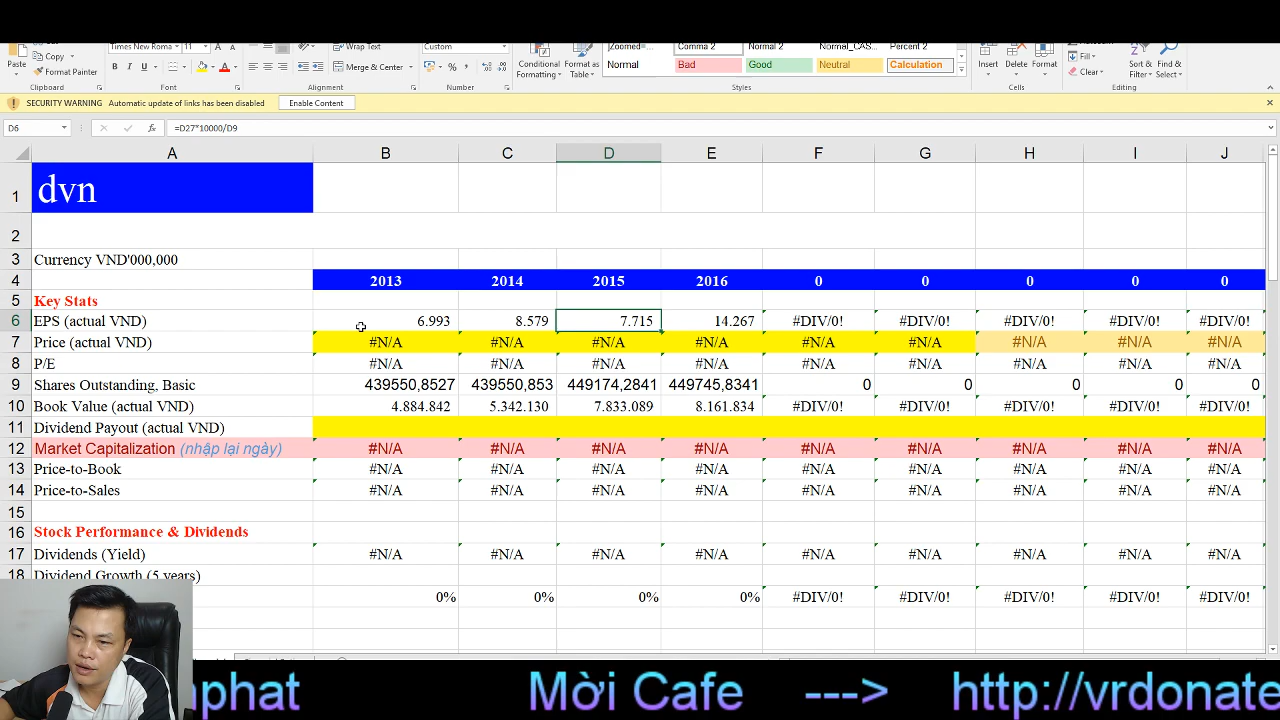 Copy
Format Painter
Paste
Times New Roma 11
B I U
Wrap Text
Merge & Center
Custom
Conditional Formatting
Format as Table
Comma 2 Normal 2 Normal_CAS... Percent 2
Normal Bad Good Neutral Calculation
Insert Delete Format
Fill
Clear
Sort & Filter
Find & Select
Clipboard Font Alignment Number Styles Cells Editing
SECURITY WARNING Automatic update of links has been disabled Enable Content
D6 fx =D27*10000/D9
A B C D E F G H I J
1 dvn
2
3 Currency VND'000,000
4 2013 2014 2015 2016 0 0 0 0 0
5 Key Stats
6 EPS (actual VND) 6.993 8.579 7.715 14.267 #DIV/0! #DIV/0! #DIV/0! #DIV/0! #DIV/0!
7 Price (actual VND) #N/A #N/A #N/A #N/A #N/A #N/A #N/A #N/A #N/A
8 P/E #N/A #N/A #N/A #N/A #N/A #N/A #N/A #N/A #N/A
9 Shares Outstanding, Basic 439550,8527 439550,853 449174,2841 449745,8341 0 0 0 0 0
10 Book Value (actual VND) 4.884.842 5.342.130 7.833.089 8.161.834 #DIV/0! #DIV/0! #DIV/0! #DIV/0! #DIV/0!
11 Dividend Payout (actual VND)
12 Market Capitalization (nhập lại ngày) #N/A #N/A #N/A #N/A #N/A #N/A #N/A #N/A #N/A
13 Price-to-Book #N/A #N/A #N/A #N/A #N/A #N/A #N/A #N/A #N/A
14 Price-to-Sales #N/A #N/A #N/A #N/A #N/A #N/A #N/A #N/A #N/A
15
16 Stock Performance & Dividends
17 Dividends (Yield) #N/A #N/A #N/A #N/A #N/A #N/A #N/A #N/A #N/A
18 Dividend Growth (5 years)
0% 0% 0% 0% #DIV/0! #DIV/0! #DIV/0! #DIV/0! #DIV/0!
phat Mời Cafe ---> http://vrdonate